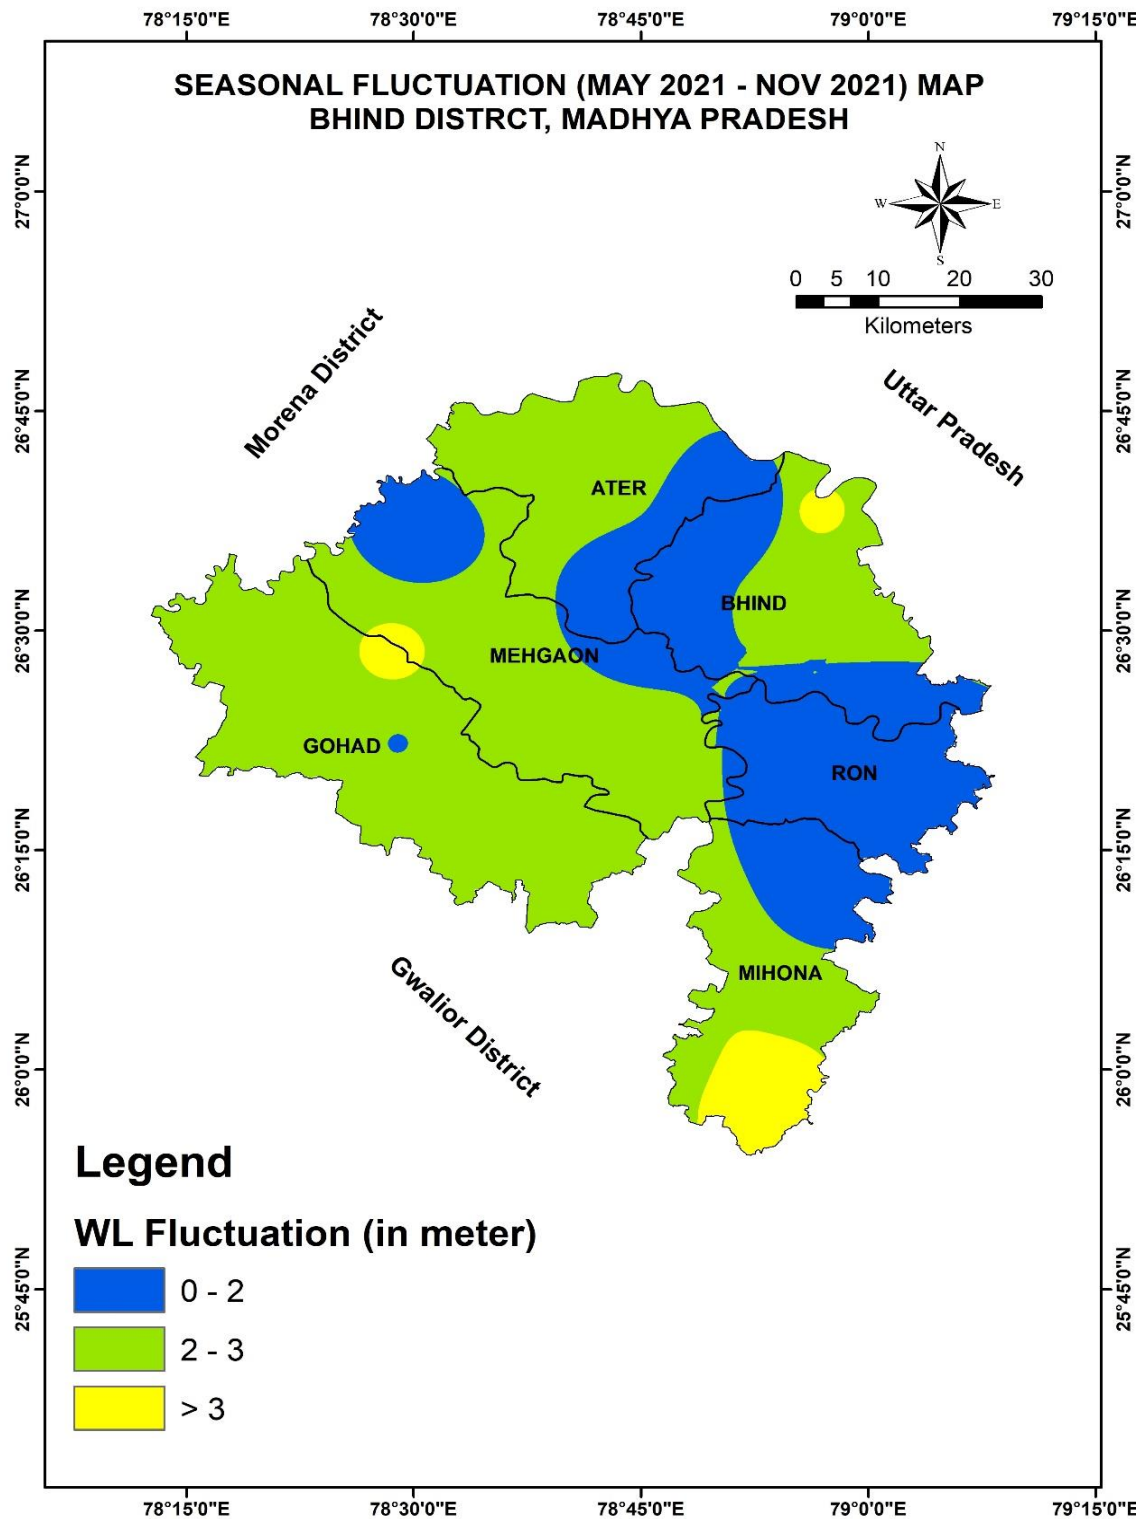 78°15'0"E 78°30'0"E 78°45'0"E 79°0'0"E 79°15'0"E
SEASONAL FLUCTUATION (MAY 2021 - NOV 2021) MAP
BHIND DISTRCT, MADHYA PRADESH
N
W E
S
27°0'0"N 27°0'0"N
0 5 10 20 30
Kilometers
Morena District
Uttar Pradesh
26°45'0"N 26°45'0"N
ATER
BHIND
26°30'0"N 26°30'0"N
MEHGAON
GOHAD
RON
26°15'0"N 26°15'0"N
MIHONA
Gwalior District
26°0'0"N 26°0'0"N
Legend
WL Fluctuation (in meter)
0 - 2
25°45'0"N 25°45'0"N
2 - 3
> 3
78°15'0"E 78°30'0"E 78°45'0"E 79°0'0"E 79°15'0"E